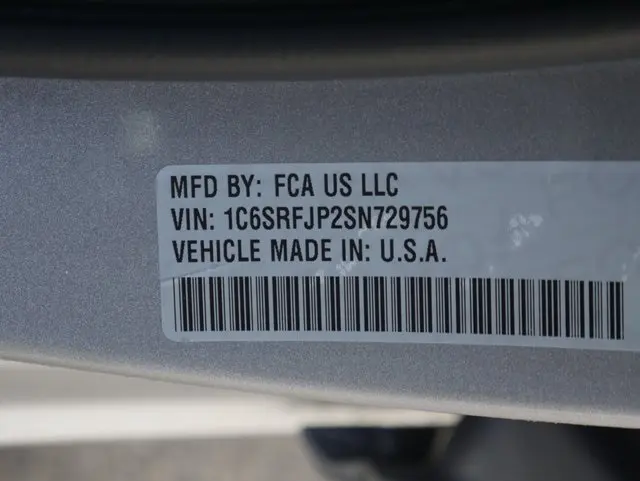 MFD BY: FCA US LLC
VIN: 1C6SRFJP2SN729756
VEHICLE MADE IN: U.S.A.